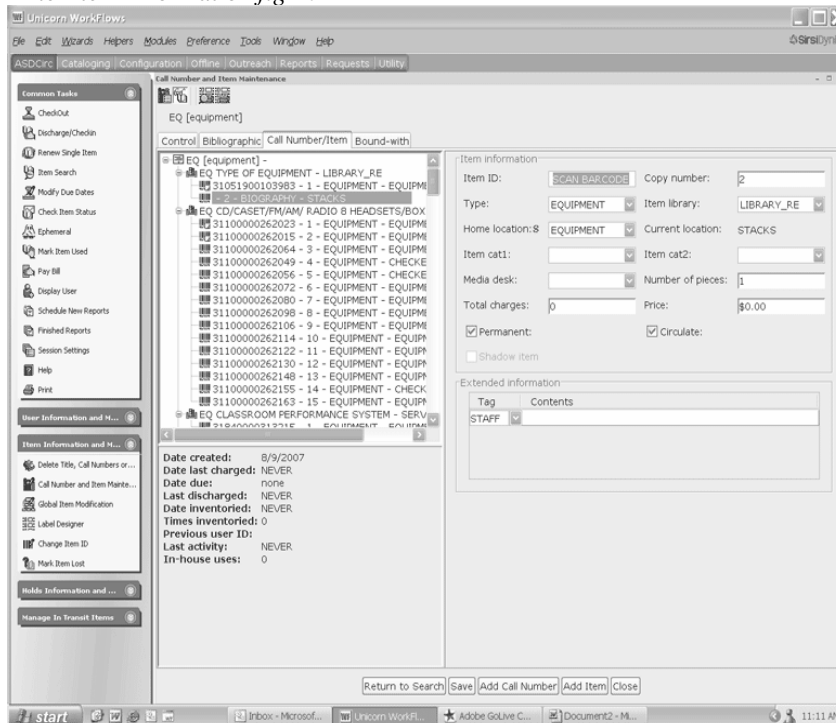 Unicorn WorkFlows
File Edit Wizards Helpers Modules Preference Tools Window Help
SirsiDyni
ASDCirc Cataloging Configuration Offline Outreach Reports Requests Utility
Common Tasks
CheckOut
Discharge/Checkin
Renew Single Item
Item Search
Modify Due Dates
Check Item Status
Ephemeral
Mark Item Used
Pay Bill
Display User
Schedule New Reports
Finished Reports
Session Settings
Help
Print
User Information and M...
Item Information and M...
Delete Title, Call Numbers or...
Call Number and Item Mainte...
Global Item Modification
Label Designer
Change Item ID
Mark Item Lost
Holds Information and ...
Manage In Transit Items
Call Number and Item Maintenance
EQ [equipment]
Control Bibliographic Call Number/Item Bound-with
EQ [equipment] -
EQ TYPE OF EQUIPMENT - LIBRARY_RE
31051900103983 - 1 - EQUIPMENT - EQUIPME
- 2 - BIOGRAPHY - STACKS
EQ CD/CASET/FM/AM/ RADIO 8 HEADSETS/BOX
31100000262023 - 1 - EQUIPMENT - EQUIPME
31100000262015 - 2 - EQUIPMENT - EQUIPME
31100000262064 - 3 - EQUIPMENT - EQUIPME
31100000262049 - 4 - EQUIPMENT - CHECKE
31100000262056 - 5 - EQUIPMENT - CHECKE
31100000262072 - 6 - EQUIPMENT - EQUIPME
31100000262080 - 7 - EQUIPMENT - EQUIPME
31100000262098 - 8 - EQUIPMENT - EQUIPME
31100000262106 - 9 - EQUIPMENT - EQUIPME
31100000262114 - 10 - EQUIPMENT - EQUIPM
31100000262122 - 11 - EQUIPMENT - EQUIPM
31100000262130 - 12 - EQUIPMENT - EQUIPM
31100000262148 - 13 - EQUIPMENT - EQUIPM
31100000262155 - 14 - EQUIPMENT - CHECK
31100000262163 - 15 - EQUIPMENT - EQUIPM
EQ CLASSROOM PERFORMANCE SYSTEM - SERV
Date created: 8/9/2007
Date last charged: NEVER
Date due: none
Last discharged: NEVER
Date inventoried: NEVER
Times inventoried: 0
Previous user ID:
Last activity: NEVER
In-house uses: 0
Item information
Item ID: SCAN BARCODE Copy number: 2
Type: EQUIPMENT Item library: LIBRARY_RE
Home location:8 EQUIPMENT Current location: STACKS
Item cat1: Item cat2:
Media desk: Number of pieces: 1
Total charges: 0 Price: $0.00
Permanent: Circulate:
Shadow item
Extended information
Tag Contents
STAFF
Return to Search Save Add Call Number Add Item Close
start Inbox - Microsof... Unicorn WorkFl... Adobe GoLive C... Document2 - Mi... 11:11 AM